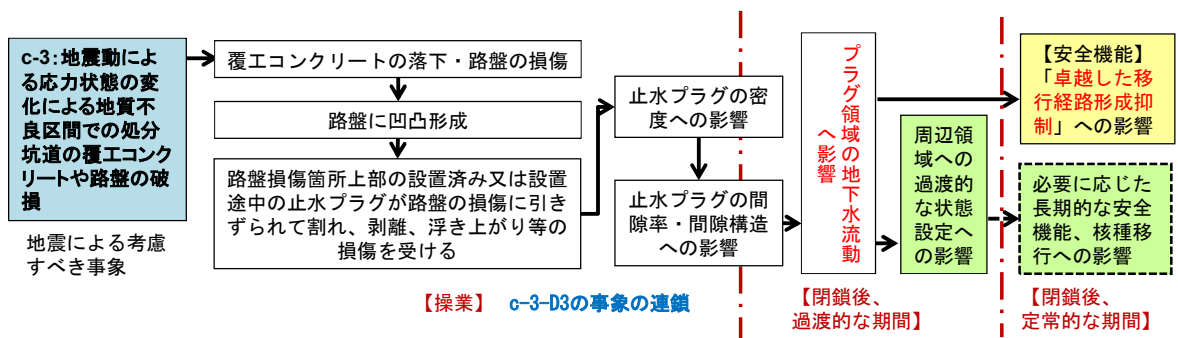 c-3:地震動によ
る応力状態の変
化による地質不
良区間での処分
坑道の覆工コンク
リートや路盤の破
損
地震による考慮
すべき事象
覆工コンクリートの落下・路盤の損傷
路盤に凹凸形成
路盤損傷箇所上部の設置済み又は設置
途中の止水プラグが路盤の損傷に引き
ずられて割れ、剥離、浮き上がり等の
損傷を受ける
止水プラグの密
度への影響
止水プラグの間
隙率・間隙構造
への影響
【操業】 c-3-D3の事象の連鎖
プラグ領域の地下水流動
へ影響
周辺領
域への
過渡的
な状態
設定へ
の影響
【閉鎖後、
過渡的な期間】
【安全機能】
「卓越した移
行経路形成抑
制」への影響
必要に応じた
長期的な安全
機能、核種移
行への影響
【閉鎖後、
定常的な期間】